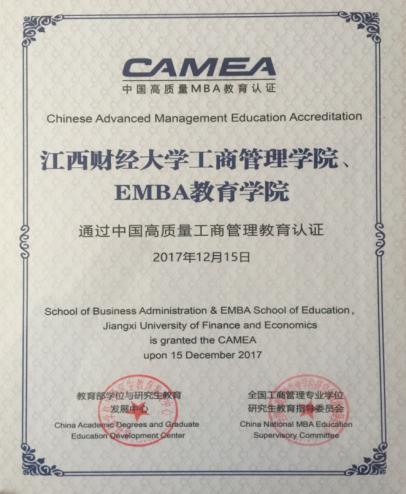 CAMEA
中国高质量MBA教育认证
Chinese Advanced Management Education Accreditation
江西财经大学工商管理学院、
EMBA教育学院
通过中国高质量工商管理教育认证
2017年12月15日
School of Business Administration & EMBA School of Education,
Jiangxi University of Finance and Economics
is granted the CAMEA
upon 15 December 2017
教育部学位与研究生教育
发展中心
China Academic Degrees and Graduate
Education Development Center
全国工商管理专业学位
研究生教育指导委员会
China National MBA Education
Supervisory Committee